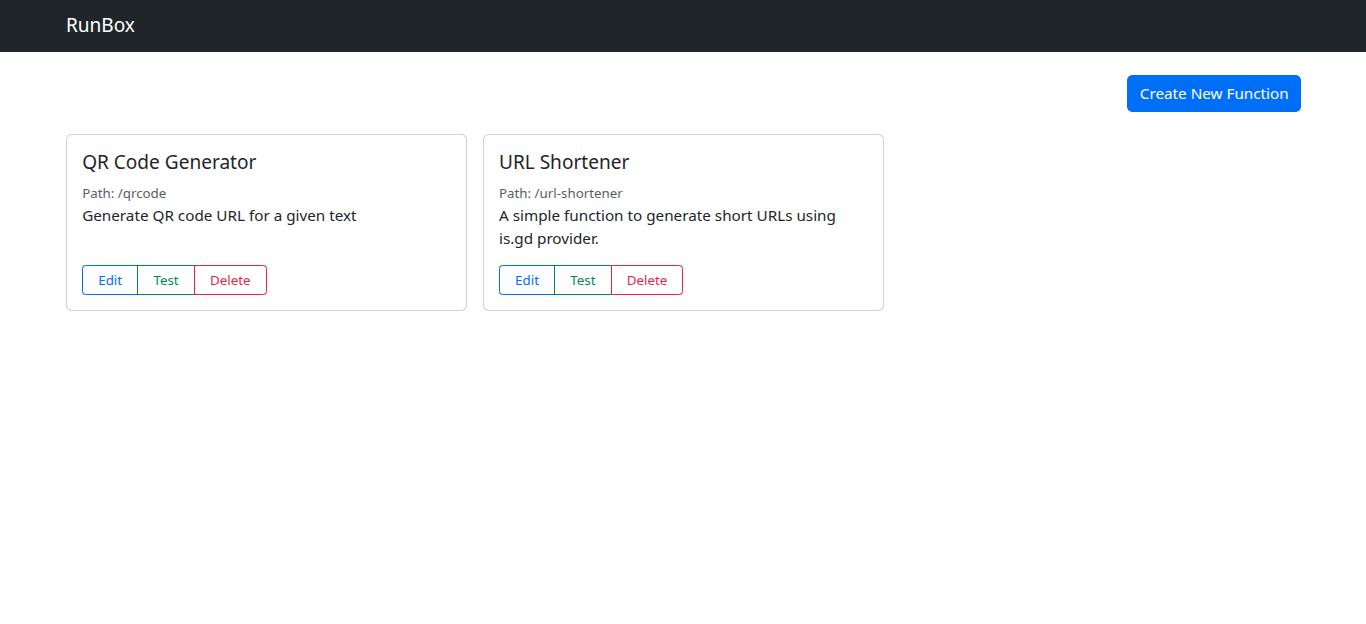 RunBox
Create New Function
QR Code Generator
Path: /qrcode
Generate QR code URL for a given text
Edit Test Delete
URL Shortener
Path: /url-shortener
A simple function to generate short URLs using
is.gd provider.
Edit Test Delete